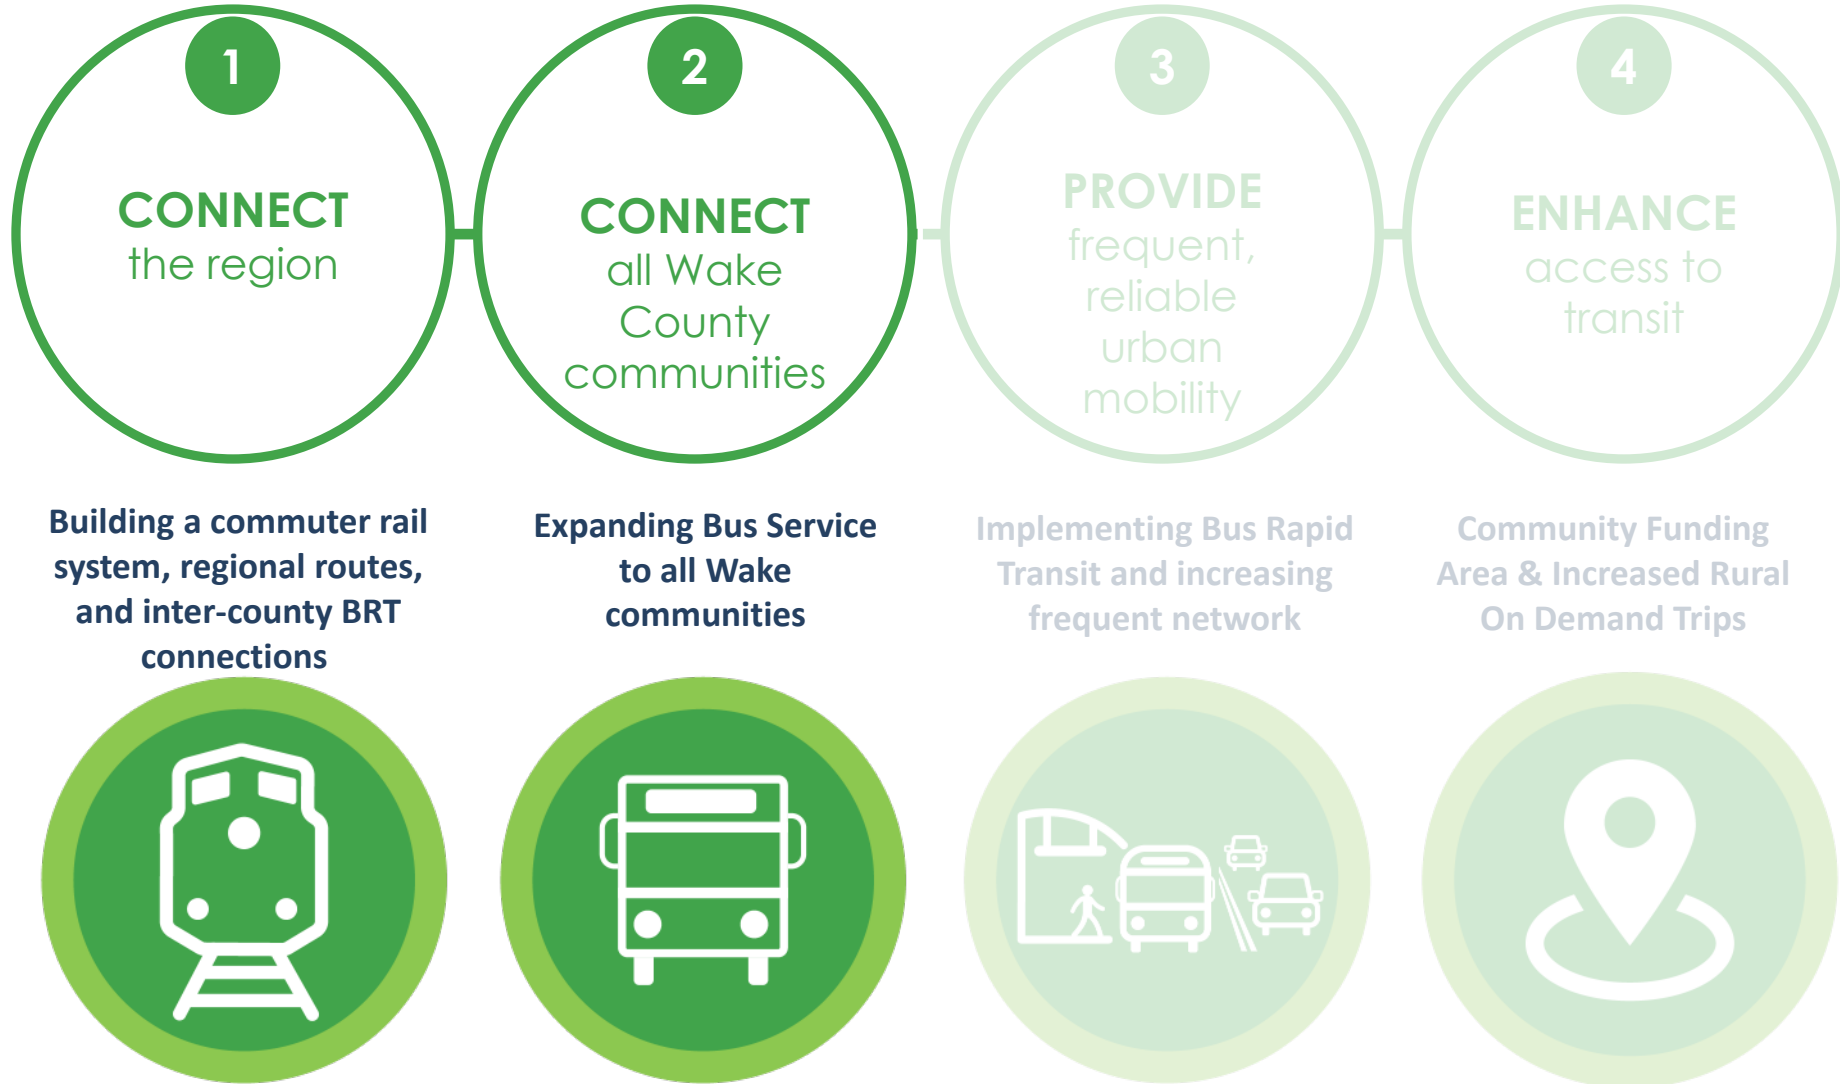 1
CONNECT
the region
Building a commuter rail
system, regional routes,
and inter-county BRT
connections
2
CONNECT
all Wake
County
communities
Expanding Bus Service
to all Wake
communities
3
PROVIDE
frequent,
reliable
urban
mobility
Implementing Bus Rapid
Transit and increasing
frequent network
4
ENHANCE
access to
transit
Community Funding
Area & Increased Rural
On Demand Trips